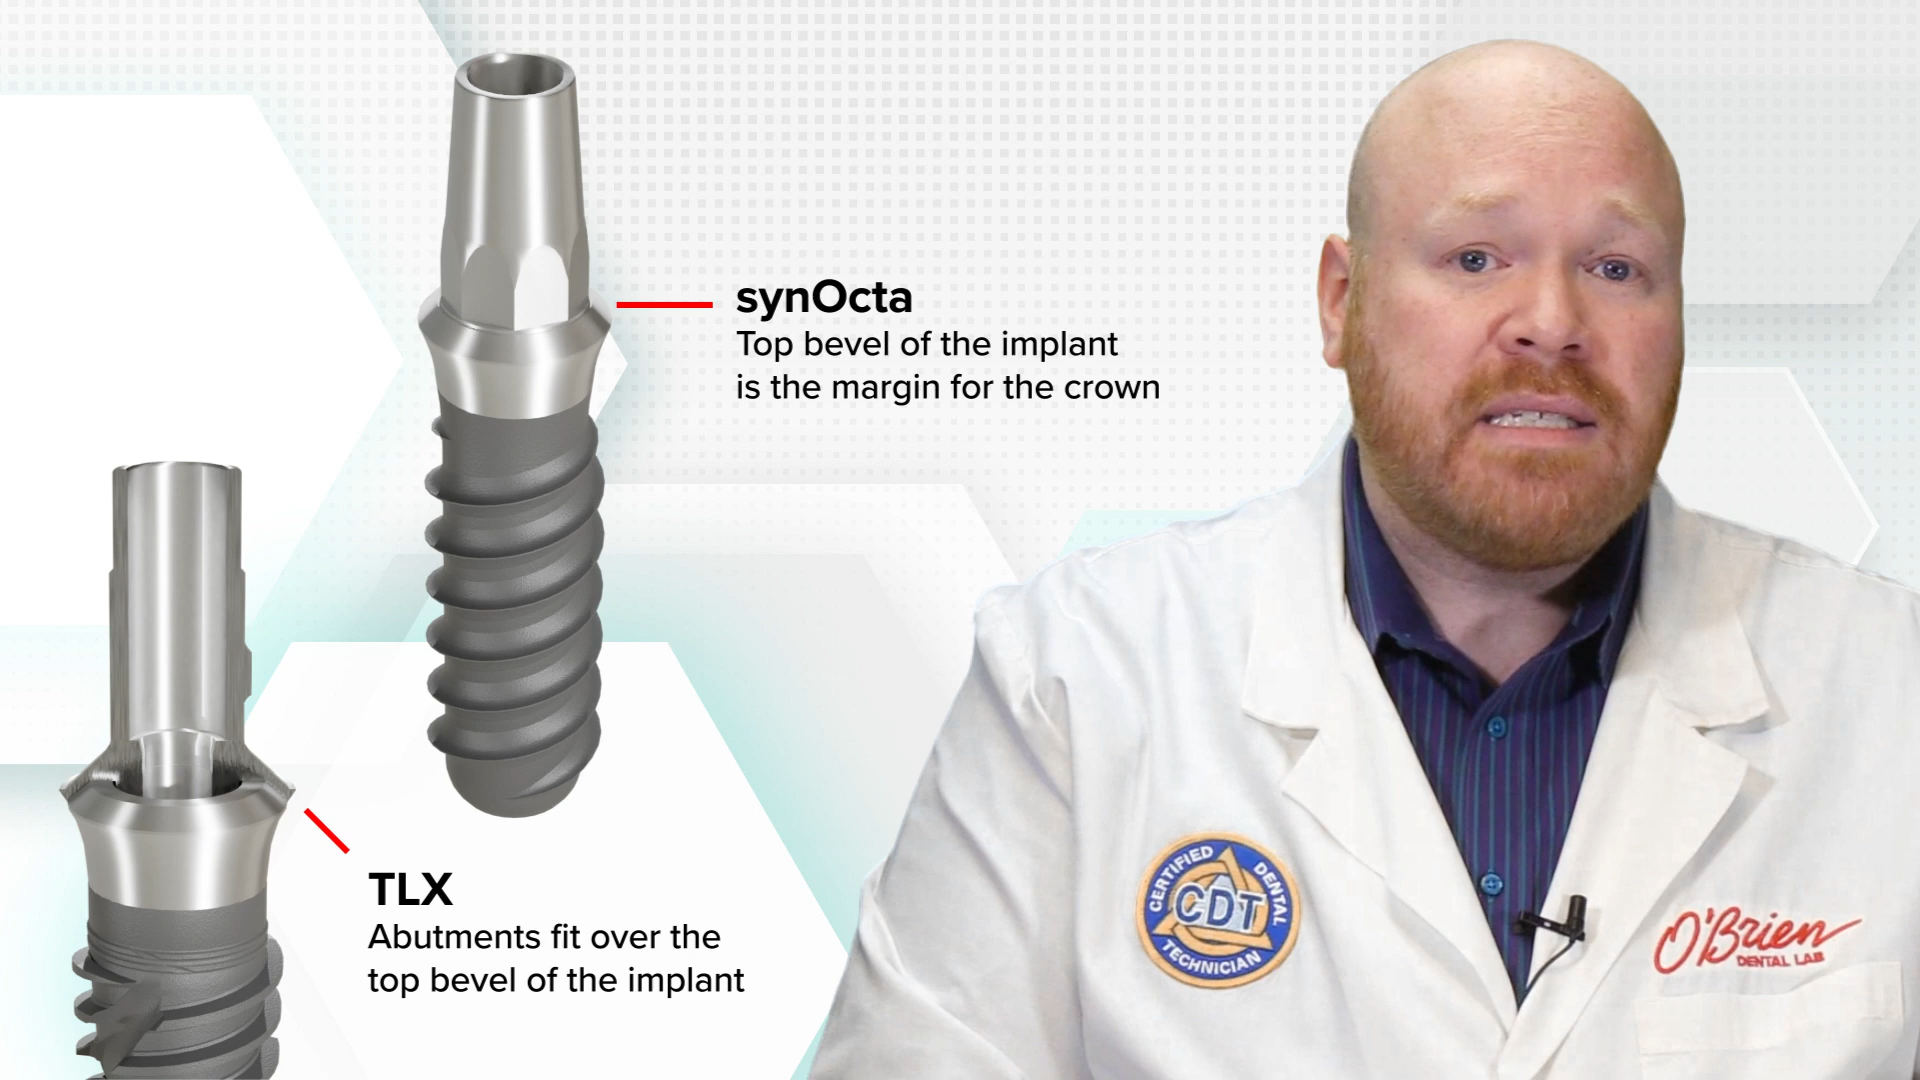 synOcta
Top bevel of the implant
is the margin for the crown
TLX
Abutments fit over the
top bevel of the implant
CERTIFIED DENTAL
CDT
TECHNICIAN
O'Brien
DENTAL LAB